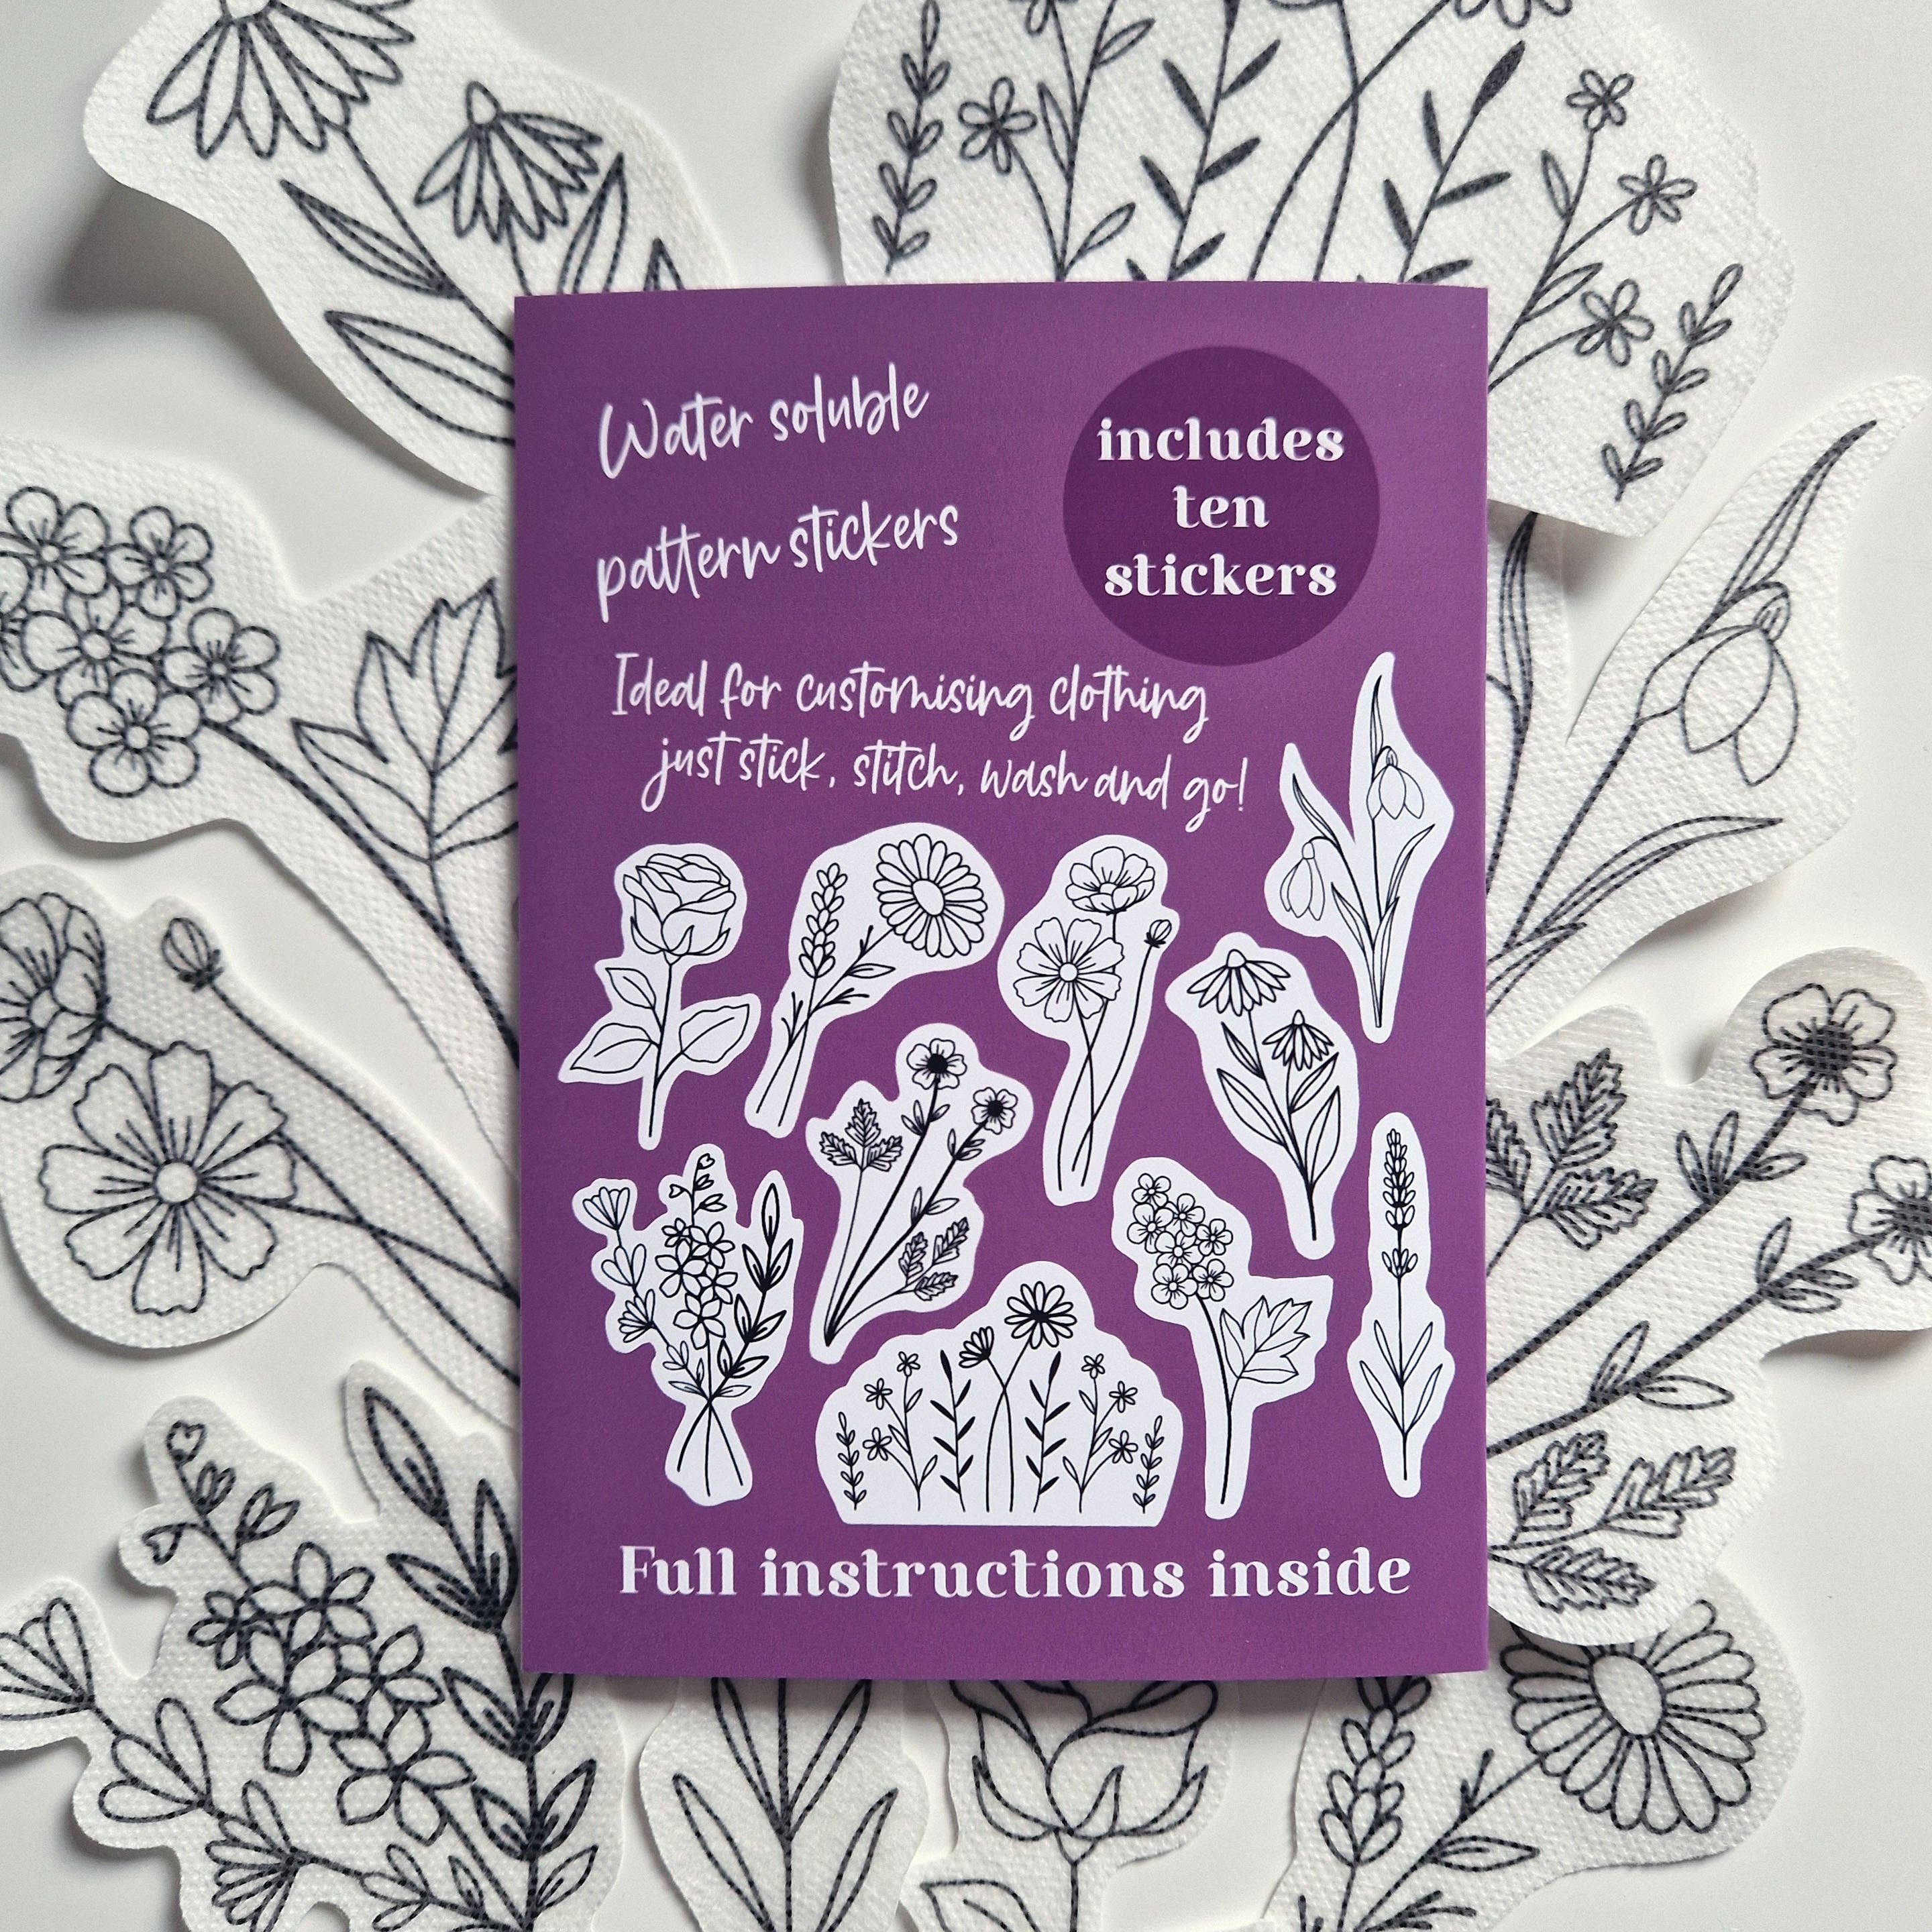 Water soluble
pattern stickers
includes
ten
stickers
Ideal for customising clothing
just stick, stitch, wash and go!
Full instructions inside